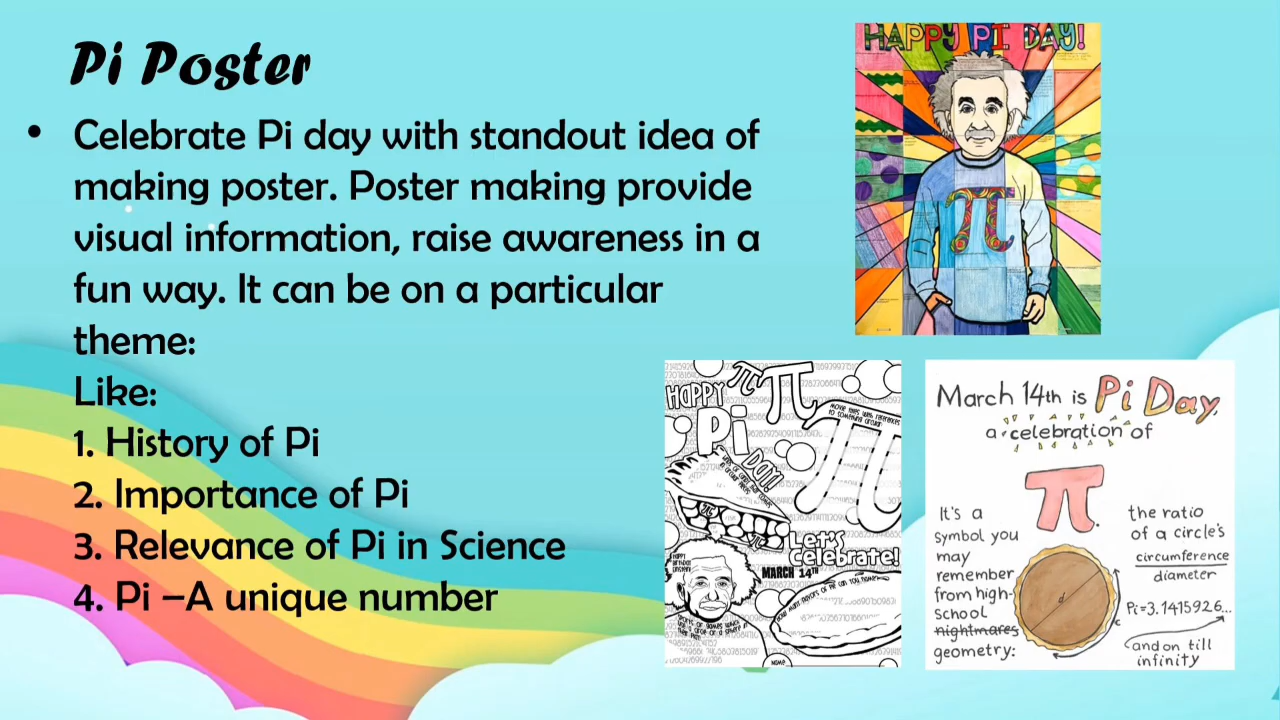 Pi Poster
• Celebrate Pi day with standout idea of
making poster. Poster making provide
visual information, raise awareness in a
fun way. It can be on a particular
theme:
Like:
1. History of Pi
2. Importance of Pi
3. Relevance of Pi in Science
4. Pi –A unique number
HAPPY PI DAY!
π
HAPPY
Pi
DAY!
π
Let's
celebrate!
MARCH 14TH
NAME
March 14th is Pi Day,
a celebration of
π.
It's a
symbol you
may
remember
from high-
school
nightmares
geometry:
d
the ratio
of a circle's
circumference
diameter
Pi=3.1415926...
and on till
infinity